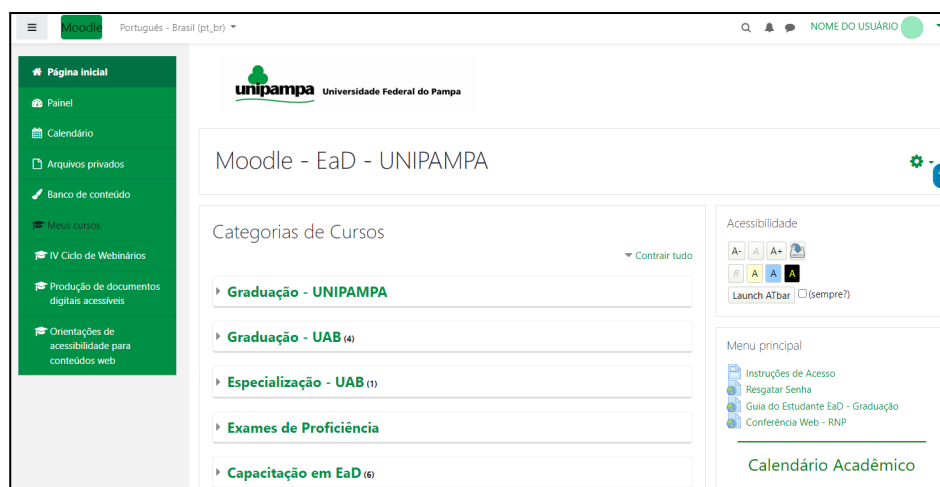 Moodle
Português - Brasil (pt_br)
NOME DO USUÁRIO
Página inicial
Painel
Calendário
Arquivos privados
Banco de conteúdo
Meus cursos
IV Ciclo de Webinários
Produção de documentos
digitais acessíveis
Orientações de
acessibilidade para
conteúdos web
unipampa Universidade Federal do Pampa
Moodle - EaD - UNIPAMPA
Categorias de Cursos
Contrair tudo
Graduação - UNIPAMPA
Graduação - UAB (4)
Especialização - UAB (1)
Exames de Proficiência
Capacitação em EaD (6)
Acessibilidade
A- A A+
R A A A
Launch ATbar (sempre?)
Menu principal
Instruções de Acesso
Resgatar Senha
Guia do Estudante EaD - Graduação
Conferência Web - RNP
Calendário Acadêmico